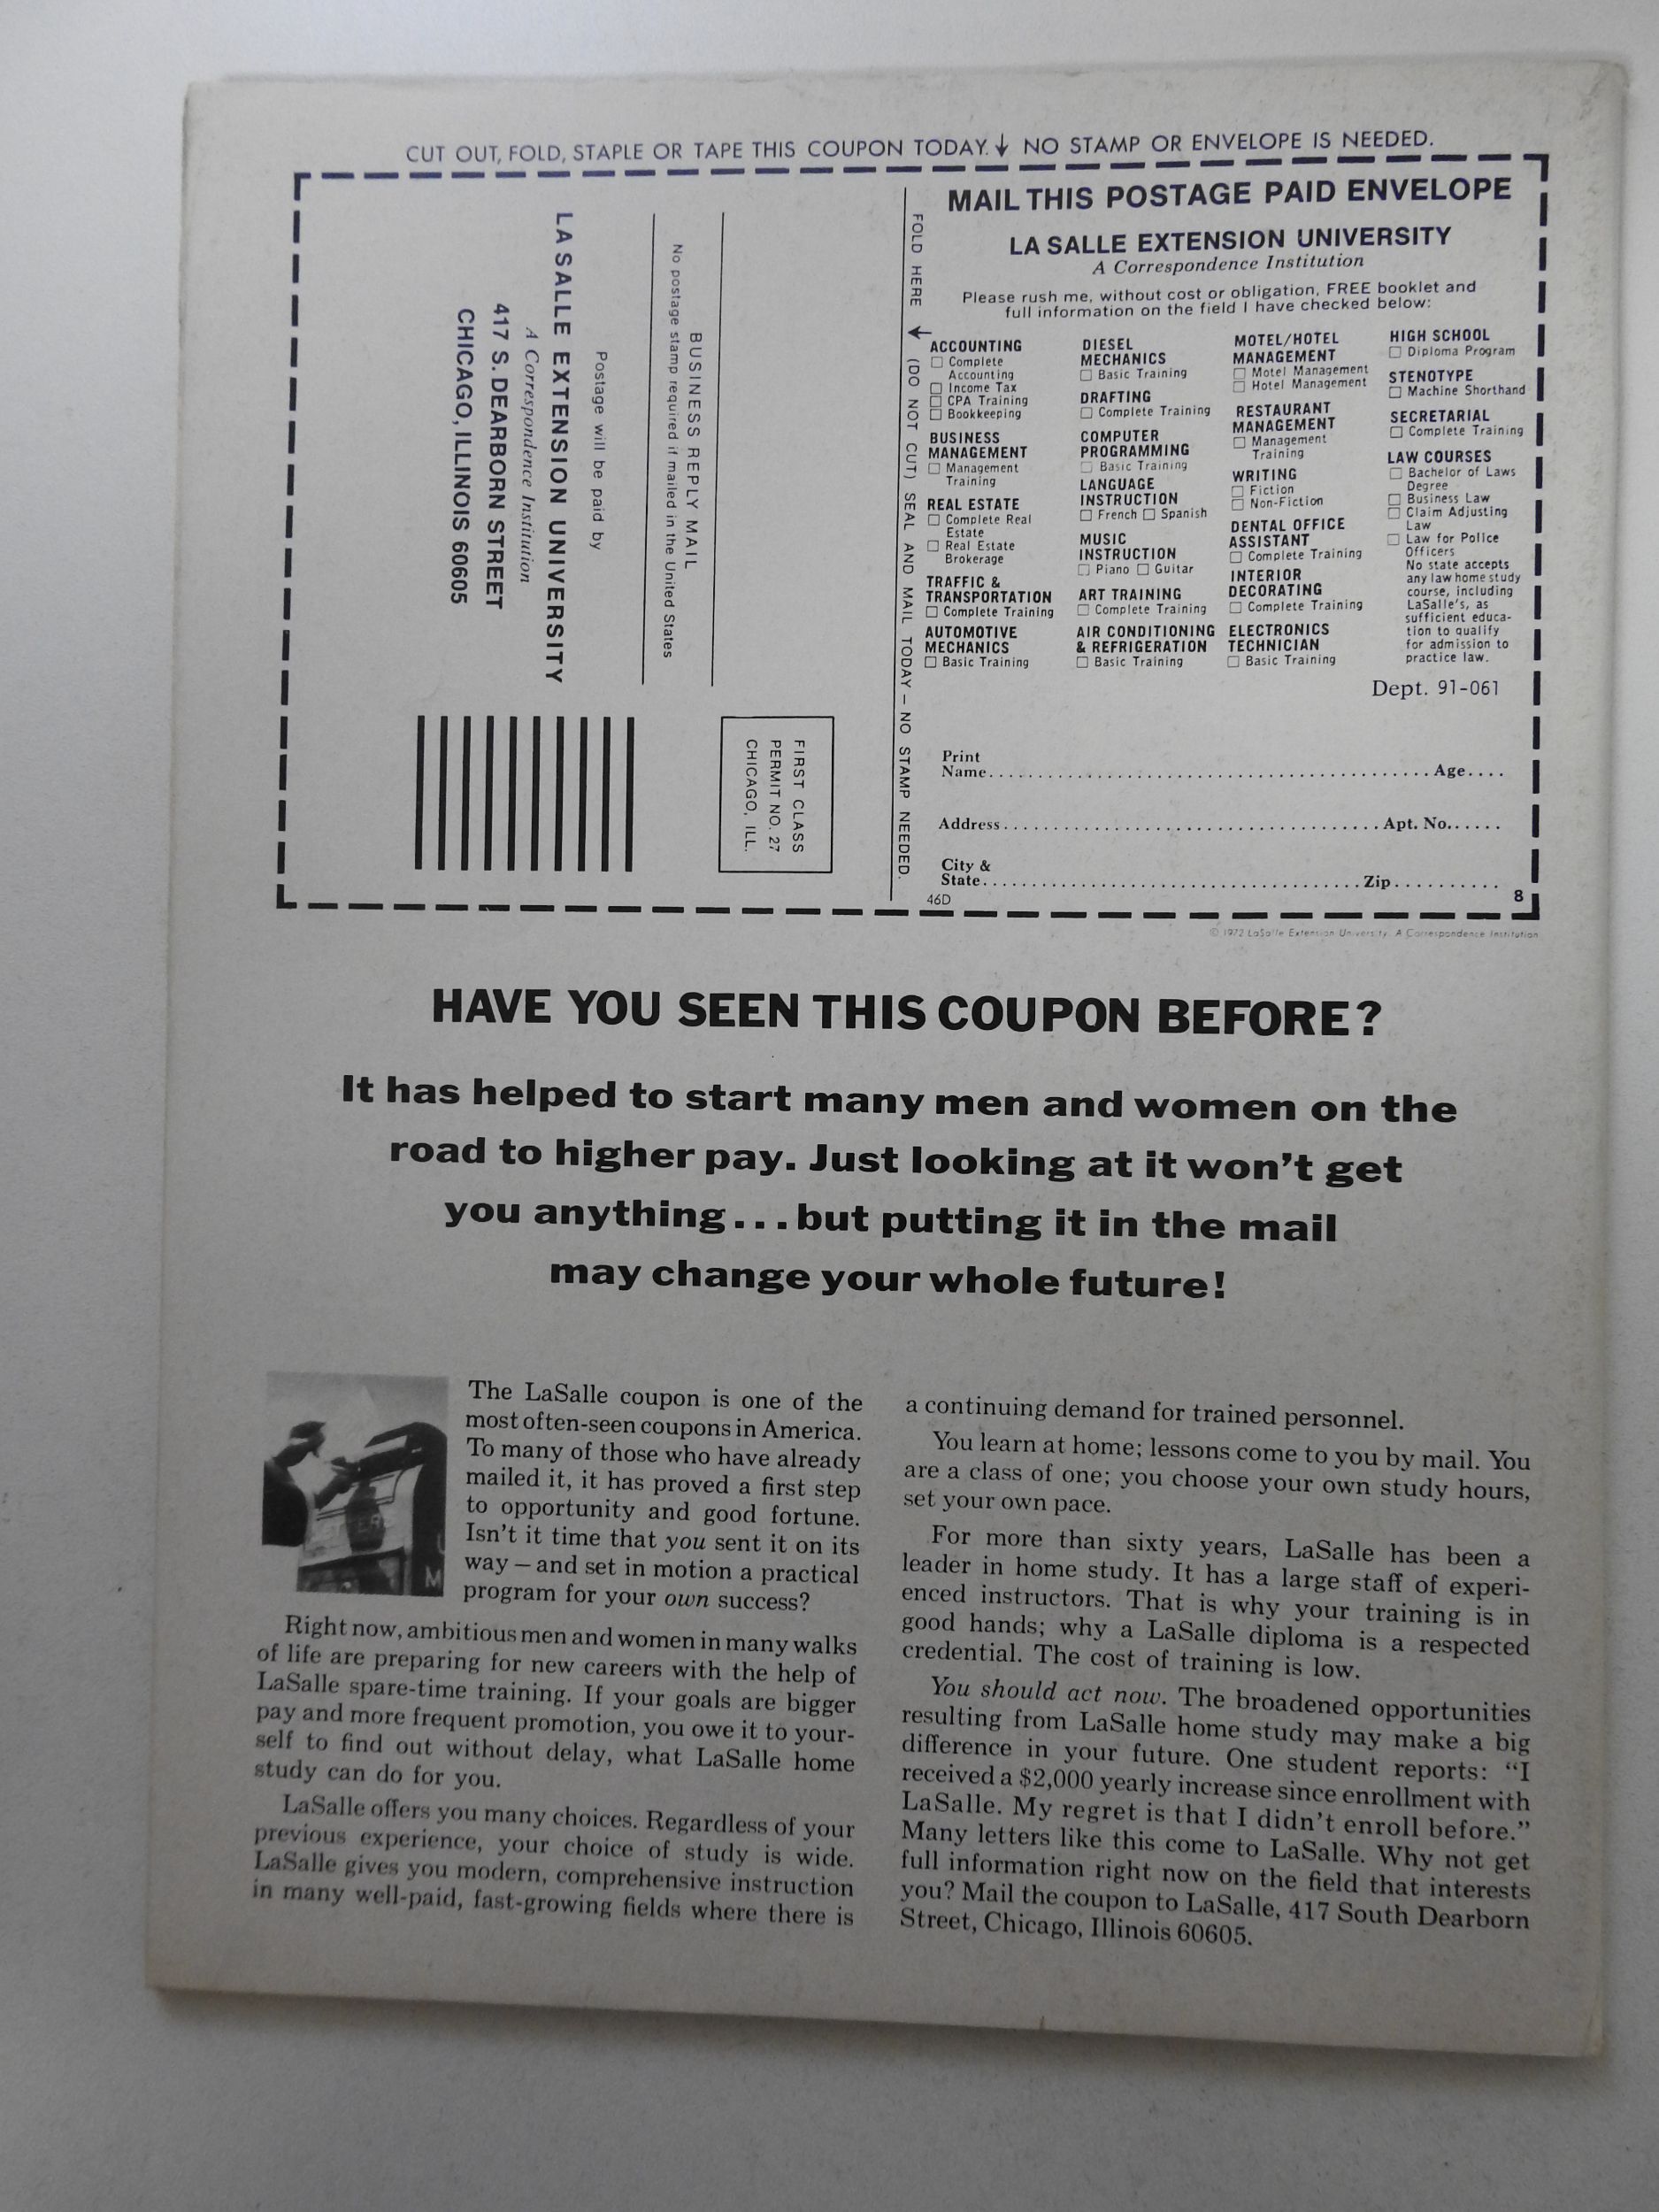 CUT OUT, FOLD, STAPLE OR TAPE THIS COUPON TODAY. ↓ NO STAMP OR ENVELOPE IS NEEDED.
LA SALLE EXTENSION UNIVERSITY
A Correspondence Institution
417 S. DEARBORN STREET
CHICAGO, ILLINOIS 60605
Postage will be paid by
No postage stamp required if mailed in the United States
BUSINESS REPLY MAIL
FIRST CLASS
PERMIT NO. 27
CHICAGO, ILL.
FOLD HERE ↓ (DO NOT CUT) SEAL AND MAIL TODAY – NO STAMP NEEDED.
MAIL THIS POSTAGE PAID ENVELOPE
LA SALLE EXTENSION UNIVERSITY
A Correspondence Institution
Please rush me, without cost or obligation, FREE booklet and
full information on the field I have checked below:
ACCOUNTING
☐ Complete
Accounting
☐ Income Tax
☐ CPA Training
☐ Bookkeeping
BUSINESS
MANAGEMENT
☐ Management
Training
REAL ESTATE
☐ Complete Real
Estate
☐ Real Estate
Brokerage
TRAFFIC &
TRANSPORTATION
☐ Complete Training
AUTOMOTIVE
MECHANICS
☐ Basic Training
DIESEL
MECHANICS
☐ Basic Training
DRAFTING
☐ Complete Training
COMPUTER
PROGRAMMING
☐ Basic Training
LANGUAGE
INSTRUCTION
☐ French ☐ Spanish
MUSIC
INSTRUCTION
☐ Piano ☐ Guitar
ART TRAINING
☐ Complete Training
AIR CONDITIONING
& REFRIGERATION
☐ Basic Training
MOTEL/HOTEL
MANAGEMENT
☐ Motel Management
☐ Hotel Management
RESTAURANT
MANAGEMENT
☐ Management
Training
WRITING
☐ Fiction
☐ Non-Fiction
DENTAL OFFICE
ASSISTANT
☐ Complete Training
INTERIOR
DECORATING
☐ Complete Training
ELECTRONICS
TECHNICIAN
☐ Basic Training
HIGH SCHOOL
☐ Diploma Program
STENOTYPE
☐ Machine Shorthand
SECRETARIAL
☐ Complete Training
LAW COURSES
☐ Bachelor of Laws
Degree
☐ Business Law
☐ Claim Adjusting
Law
☐ Law for Police
Officers
No state accepts
any law home study
course, including
LaSalle's, as
sufficient educa-
tion to qualify
for admission to
practice law.
Dept. 91-061
Print
Name........................................Age....
Address........................................Apt. No......
City &
State........................................Zip..........
46D
8
© 1972 LaSalle Extension University. A Correspondence Institution
HAVE YOU SEEN THIS COUPON BEFORE?
It has helped to start many men and women on the
road to higher pay. Just looking at it won't get
you anything...but putting it in the mail
may change your whole future!
The LaSalle coupon is one of the
most often-seen coupons in America.
To many of those who have already
mailed it, it has proved a first step
to opportunity and good fortune.
Isn't it time that you sent it on its
way – and set in motion a practical
program for your own success?
Right now, ambitious men and women in many walks
of life are preparing for new careers with the help of
LaSalle spare-time training. If your goals are bigger
pay and more frequent promotion, you owe it to your-
self to find out without delay, what LaSalle home
study can do for you.
LaSalle offers you many choices. Regardless of your
previous experience, your choice of study is wide.
LaSalle gives you modern, comprehensive instruction
in many well-paid, fast-growing fields where there is
a continuing demand for trained personnel.
You learn at home; lessons come to you by mail. You
are a class of one; you choose your own study hours,
set your own pace.
For more than sixty years, LaSalle has been a
leader in home study. It has a large staff of experi-
enced instructors. That is why your training is in
good hands; why a LaSalle diploma is a respected
credential. The cost of training is low.
You should act now. The broadened opportunities
resulting from LaSalle home study may make a big
difference in your future. One student reports: “I
received a $2,000 yearly increase since enrollment with
LaSalle. My regret is that I didn't enroll before.”
Many letters like this come to LaSalle. Why not get
full information right now on the field that interests
you? Mail the coupon to LaSalle, 417 South Dearborn
Street, Chicago, Illinois 60605.